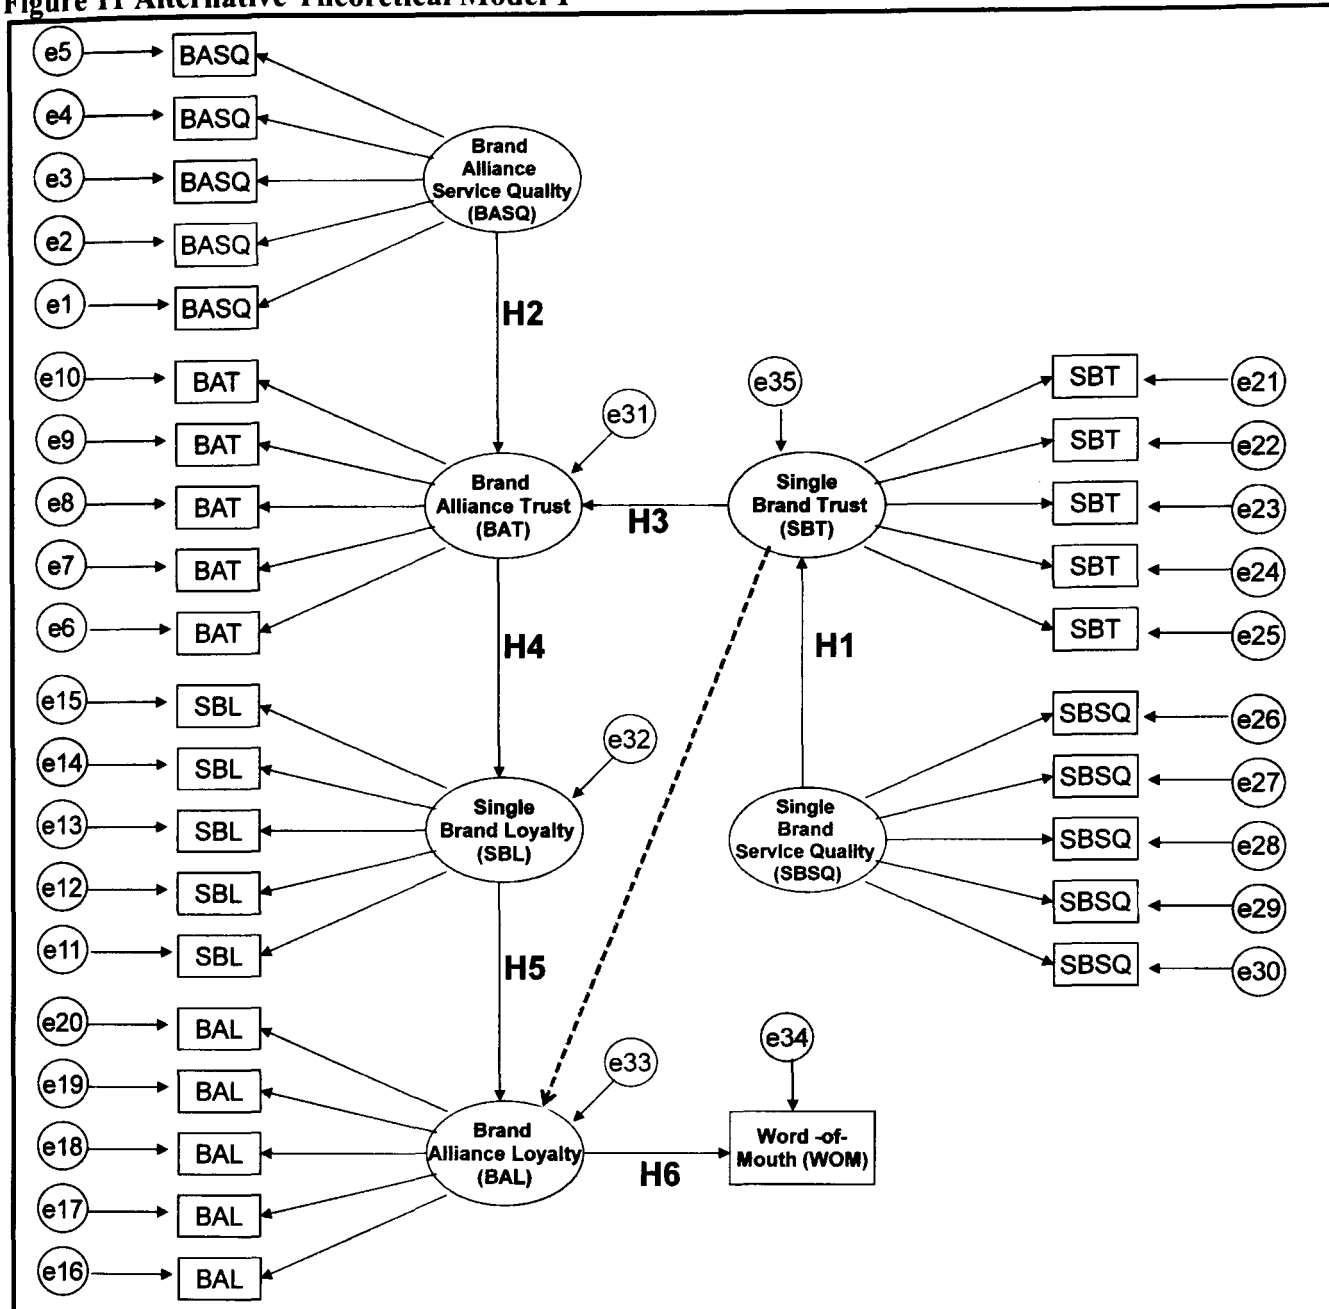 Figure 11 Alternative Theoretical Model 1
e5 BASQ
e4 BASQ
e3 BASQ
e2 BASQ
e1 BASQ
Brand
Alliance
Service Quality
(BASQ)
H2
e10 BAT
e9 BAT
e8 BAT
e7 BAT
e6 BAT
e31
Brand
Alliance Trust
(BAT)
H3
e35
Single
Brand Trust
(SBT)
SBT e21
SBT e22
SBT e23
SBT e24
SBT e25
H4
H1
e15 SBL
e14 SBL
e13 SBL
e12 SBL
e11 SBL
e32
Single
Brand Loyalty
(SBL)
Single
Brand
Service Quality
(SBSQ)
SBSQ e26
SBSQ e27
SBSQ e28
SBSQ e29
SBSQ e30
H5
e20 BAL
e19 BAL
e18 BAL
e17 BAL
e16 BAL
e33
Brand
Alliance Loyalty
(BAL)
H6
e34
Word -of-
Mouth (WOM)